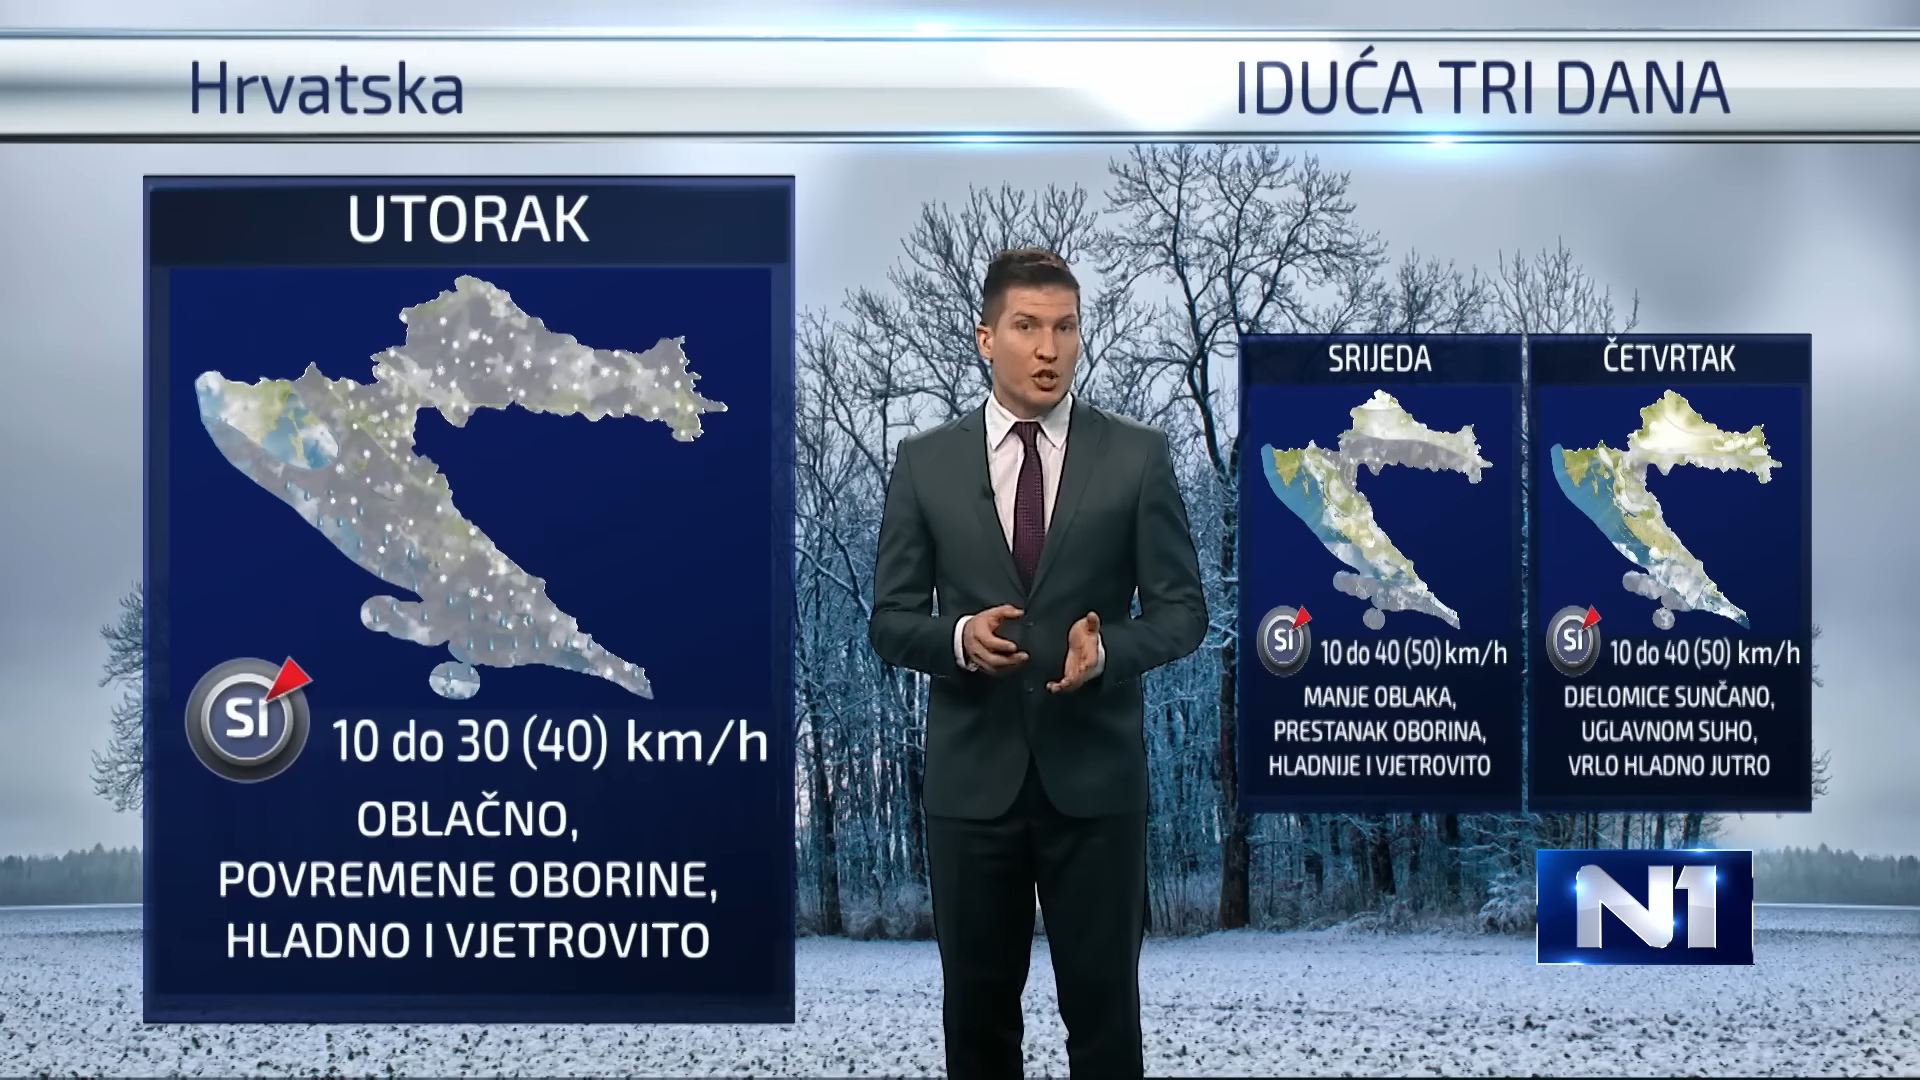 Hrvatska
IDUĆA TRI DANA
UTORAK
SI
10 do 30 (40) km/h
OBLAČNO,
POVREMENE OBORINE,
HLADNO I VJETROVITO
SRIJEDA
SI
10 do 40 (50) km/h
MANJE OBLAKA,
PRESTANAK OBORINA,
HLADNIJE I VJETROVITO
ČETVRTAK
SI
10 do 40 (50) km/h
DJELOMICE SUNČANO,
UGLAVNOM SUHO,
VRLO HLADNO JUTRO
N1